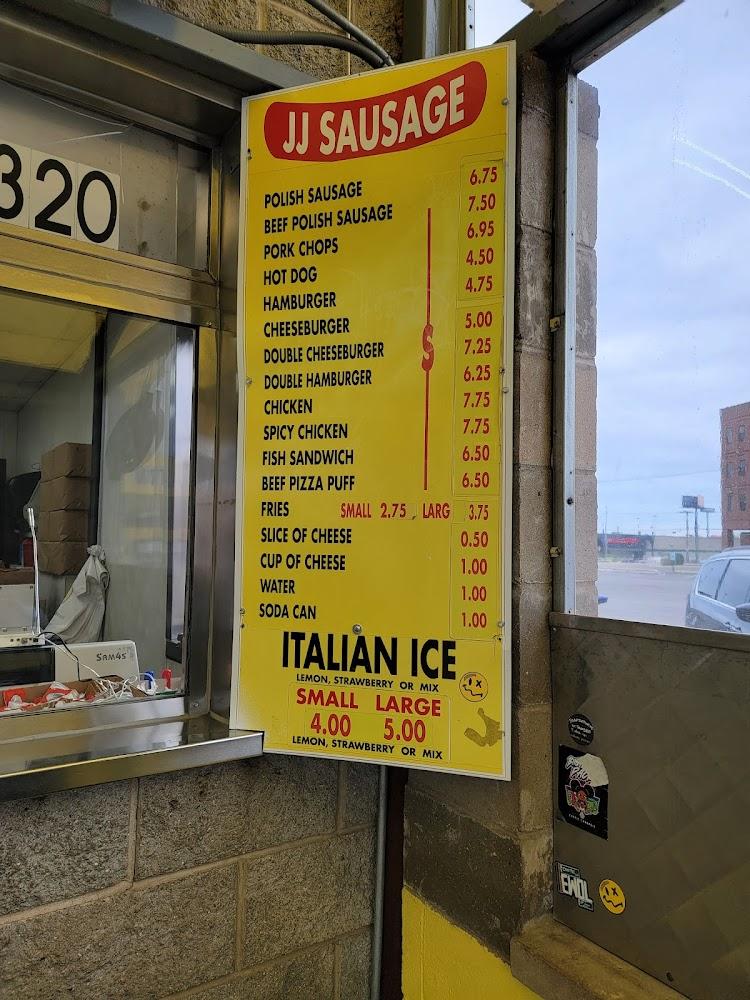 JJ SAUSAGE
320
POLISH SAUSAGE 6.75
BEEF POLISH SAUSAGE 7.50
PORK CHOPS 6.95
HOT DOG 4.50
HAMBURGER 4.75
CHEESEBURGER 5.00
DOUBLE CHEESEBURGER 7.25
DOUBLE HAMBURGER 6.25
CHICKEN 7.75
SPICY CHICKEN 7.75
FISH SANDWICH 6.50
BEEF PIZZA PUFF 6.50
$
FRIES SMALL 2.75 LARG 3.75
SLICE OF CHEESE 0.50
CUP OF CHEESE 1.00
WATER 1.00
SODA CAN 1.00
ITALIAN ICE
LEMON, STRAWBERRY OR MIX
SMALL LARGE
4.00 5.00
LEMON, STRAWBERRY OR MIX
SAM4S